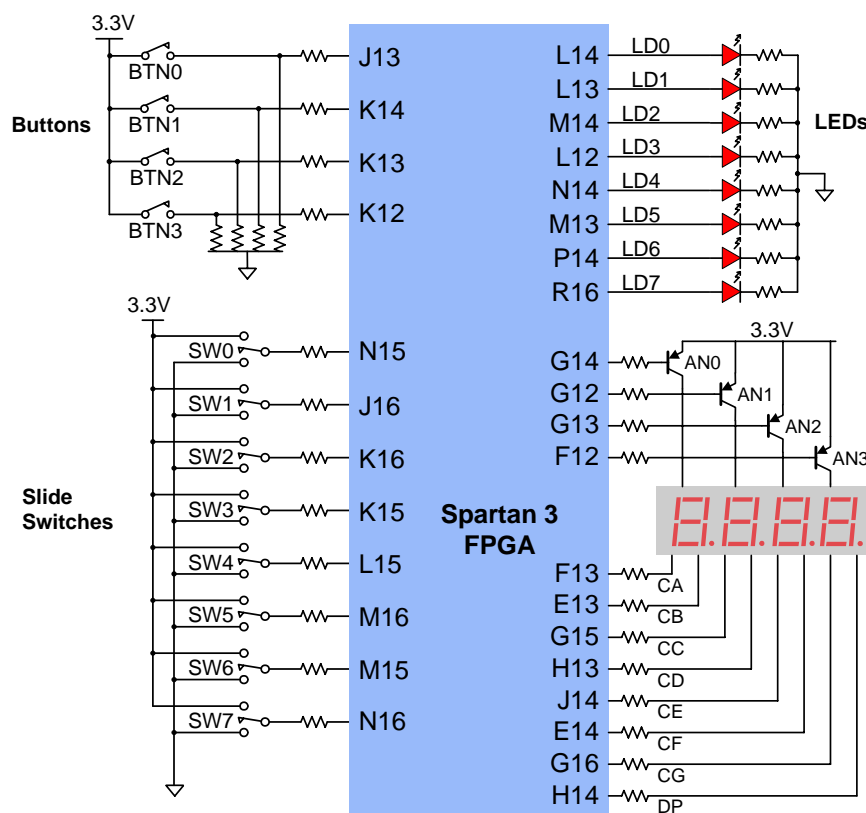 3.3V
BTN0
BTN1
BTN2
BTN3
Buttons
J13
K14
K13
K12
3.3V
SW0
SW1
SW2
SW3
SW4
SW5
SW6
SW7
Slide
Switches
N15
J16
K16
K15
L15
M16
M15
N16
Spartan 3
FPGA
L14
L13
M14
L12
N14
M13
P14
R16
LD0
LD1
LD2
LD3
LD4
LD5
LD6
LD7
LEDs
3.3V
G14
G12
G13
F12
AN0
AN1
AN2
AN3
8.8.8.8.
F13
E13
G15
H13
J14
E14
G16
H14
CA
CB
CC
CD
CE
CF
CG
DP